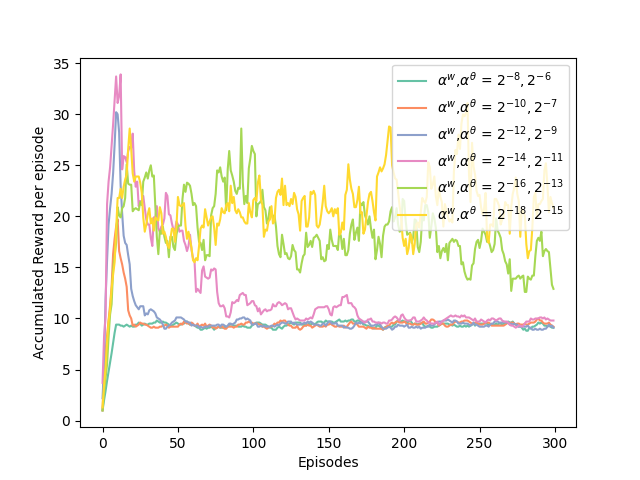 35
30
25
20
15
10
5
0
Accumulated Reward per episode
α^w,α^θ = 2^{-8}, 2^{-6}
α^w,α^θ = 2^{-10}, 2^{-7}
α^w,α^θ = 2^{-12}, 2^{-9}
α^w,α^θ = 2^{-14}, 2^{-11}
α^w,α^θ = 2^{-16}, 2^{-13}
α^w,α^θ = 2^{-18}, 2^{-15}
0 50 100 150 200 250 300
Episodes